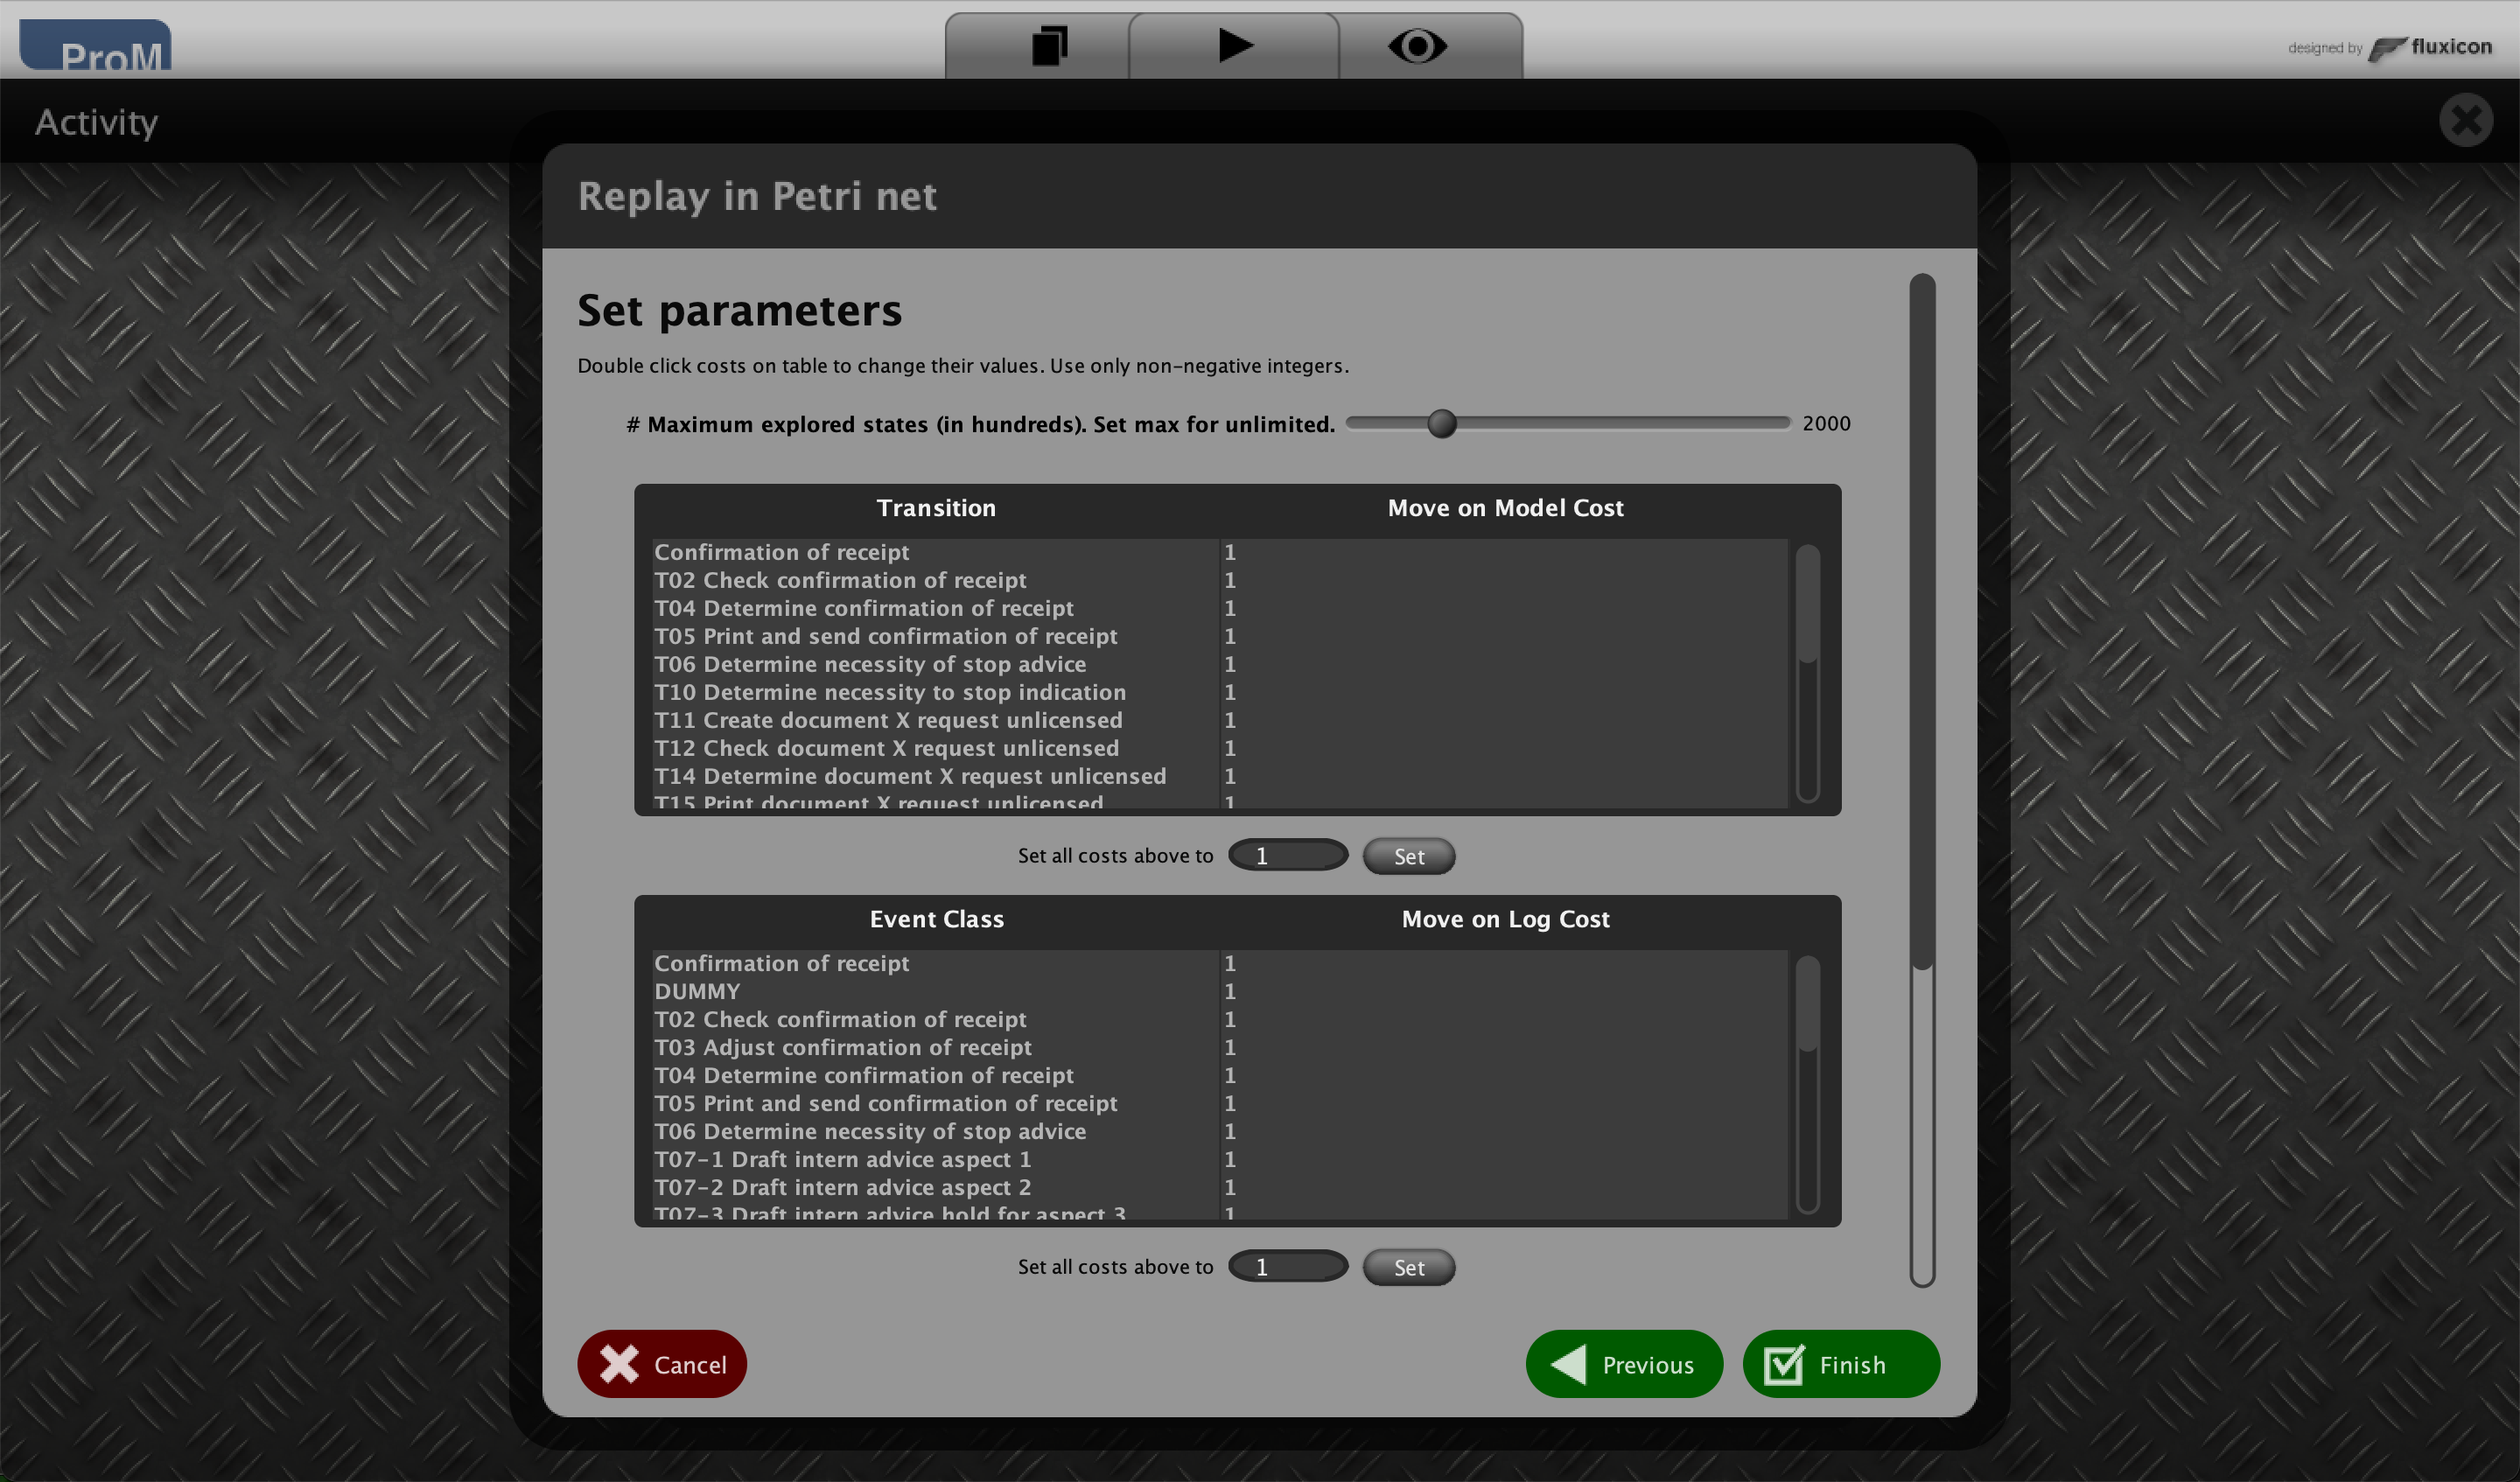 ProM
designed by fluxicon
Activity
Replay in Petri net
Set parameters
Double click costs on table to change their values. Use only non-negative integers.
# Maximum explored states (in hundreds). Set max for unlimited. 2000
Transition Move on Model Cost
Confirmation of receipt 1
T02 Check confirmation of receipt 1
T04 Determine confirmation of receipt 1
T05 Print and send confirmation of receipt 1
T06 Determine necessity of stop advice 1
T10 Determine necessity to stop indication 1
T11 Create document X request unlicensed 1
T12 Check document X request unlicensed 1
T14 Determine document X request unlicensed 1
T15 Print document X request unlicensed 1
Set all costs above to 1 Set
Event Class Move on Log Cost
Confirmation of receipt 1
DUMMY 1
T02 Check confirmation of receipt 1
T03 Adjust confirmation of receipt 1
T04 Determine confirmation of receipt 1
T05 Print and send confirmation of receipt 1
T06 Determine necessity of stop advice 1
T07-1 Draft intern advice aspect 1 1
T07-2 Draft intern advice aspect 2 1
T07-3 Draft intern advice hold for aspect 3 1
Set all costs above to 1 Set
Cancel Previous Finish